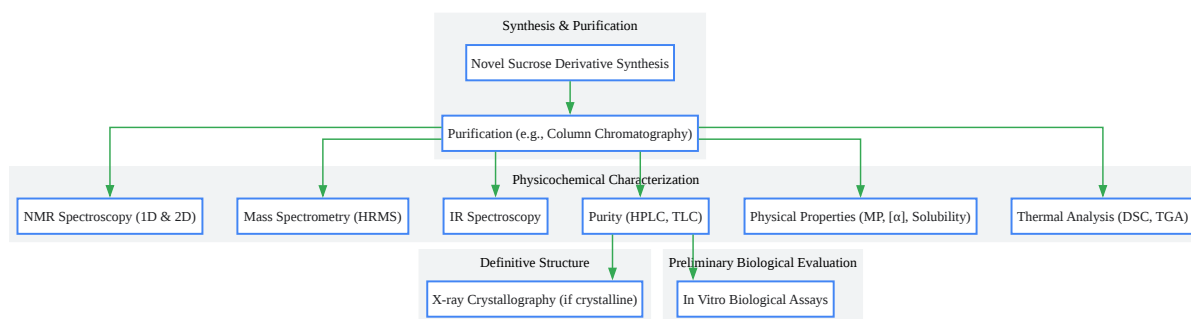 Synthesis & Purification
Novel Sucrose Derivative Synthesis
Purification (e.g., Column Chromatography)
Physicochemical Characterization
NMR Spectroscopy (1D & 2D)
Mass Spectrometry (HRMS)
IR Spectroscopy
Purity (HPLC, TLC)
Physical Properties (MP, [α], Solubility)
Thermal Analysis (DSC, TGA)
Definitive Structure
Preliminary Biological Evaluation
X-ray Crystallography (if crystalline)
In Vitro Biological Assays